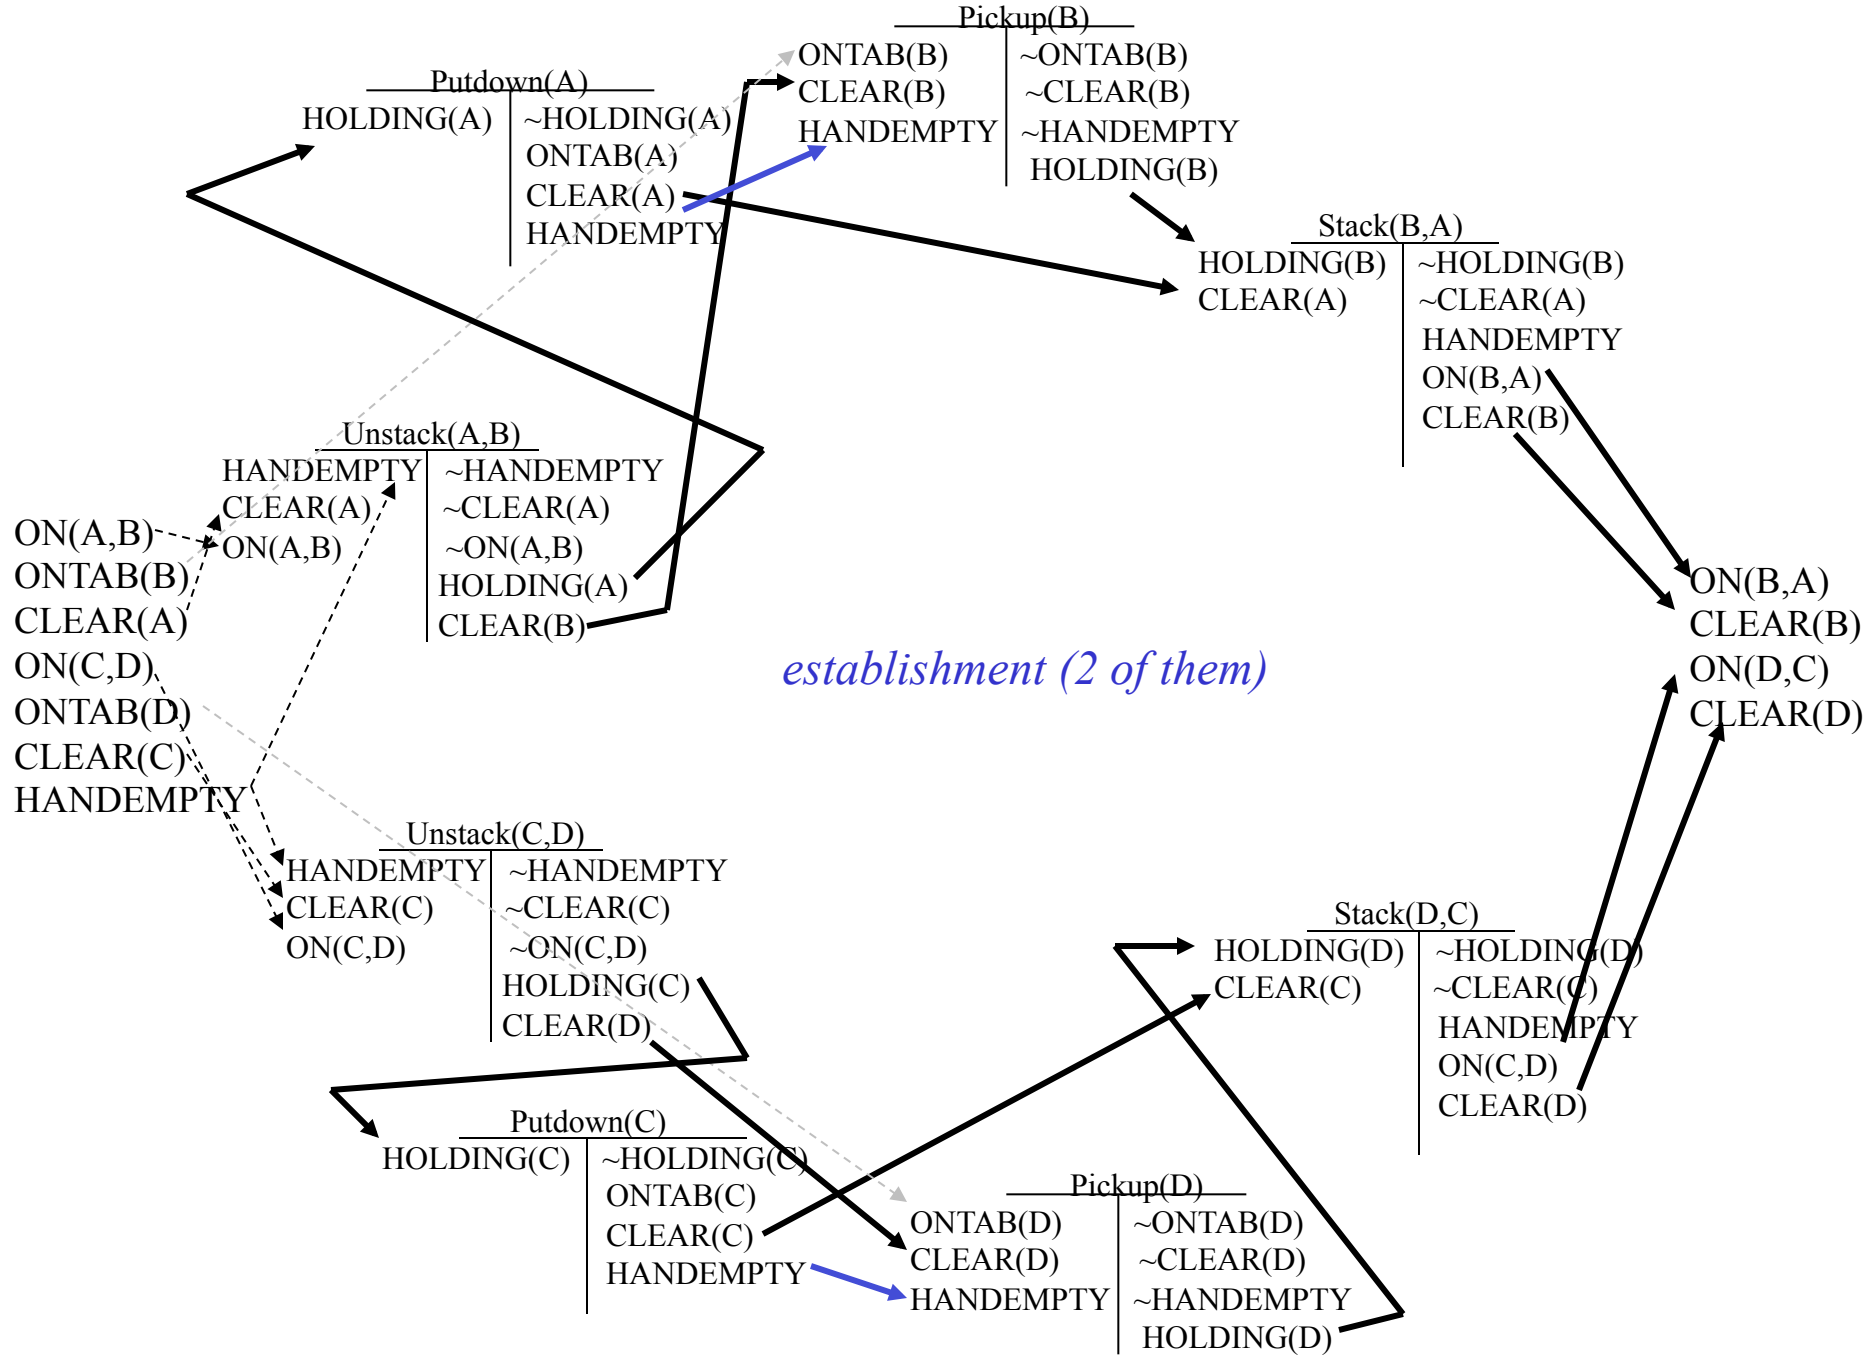 Pickup(B)
ONTAB(B) ~ONTAB(B)
CLEAR(B) ~CLEAR(B)
HANDEMPTY ~HANDEMPTY
HOLDING(B)
Putdown(A)
HOLDING(A) ~HOLDING(A)
ONTAB(A)
CLEAR(A)
HANDEMPTY
Stack(B,A)
HOLDING(B) ~HOLDING(B)
CLEAR(A) ~CLEAR(A)
HANDEMPTY
ON(B,A)
CLEAR(B)
Unstack(A,B)
HANDEMPTY ~HANDEMPTY
CLEAR(A) ~CLEAR(A)
ON(A,B) ~ON(A,B)
HOLDING(A)
CLEAR(B)
ON(A,B)
ONTAB(B)
CLEAR(A)
ON(C,D)
ONTAB(D)
CLEAR(C)
HANDEMPTY
establishment (2 of them)
ON(B,A)
CLEAR(B)
ON(D,C)
CLEAR(D)
Unstack(C,D)
HANDEMPTY ~HANDEMPTY
CLEAR(C) ~CLEAR(C)
ON(C,D) ~ON(C,D)
HOLDING(C)
CLEAR(D)
Stack(D,C)
HOLDING(D) ~HOLDING(D)
CLEAR(C) ~CLEAR(C)
HANDEMPTY
ON(C,D)
CLEAR(D)
Putdown(C)
HOLDING(C) ~HOLDING(C)
ONTAB(C)
CLEAR(C)
HANDEMPTY
Pickup(D)
ONTAB(D) ~ONTAB(D)
CLEAR(D) ~CLEAR(D)
HANDEMPTY ~HANDEMPTY
HOLDING(D)